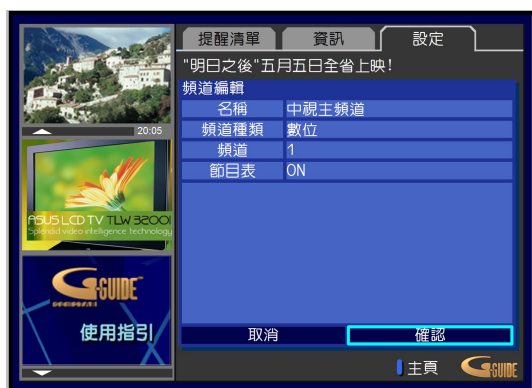 提醒清單 資訊 設定
"明日之後"五月五日全省上映!
頻道編輯
名稱 中視主頻道
頻道種類 數位
頻道 1
節目表 ON
取消 確認
主頁 G-GUIDE
20:05
ASUS LCD TV TLW 32001
Splendid video intelligence technology
G-GUIDE
使用指引